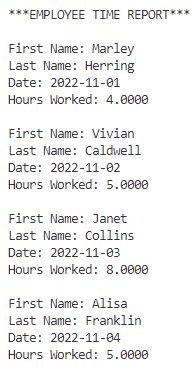 ***EMPLOYEE TIME REPORT***
First Name: Marley
Last Name: Herring
Date: 2022-11-01
Hours Worked: 4.0000
First Name: Vivian
Last Name: Caldwell
Date: 2022-11-02
Hours Worked: 5.0000
First Name: Janet
Last Name: Collins
Date: 2022-11-03
Hours Worked: 8.0000
First Name: Alisa
Last Name: Franklin
Date: 2022-11-04
Hours Worked: 5.0000